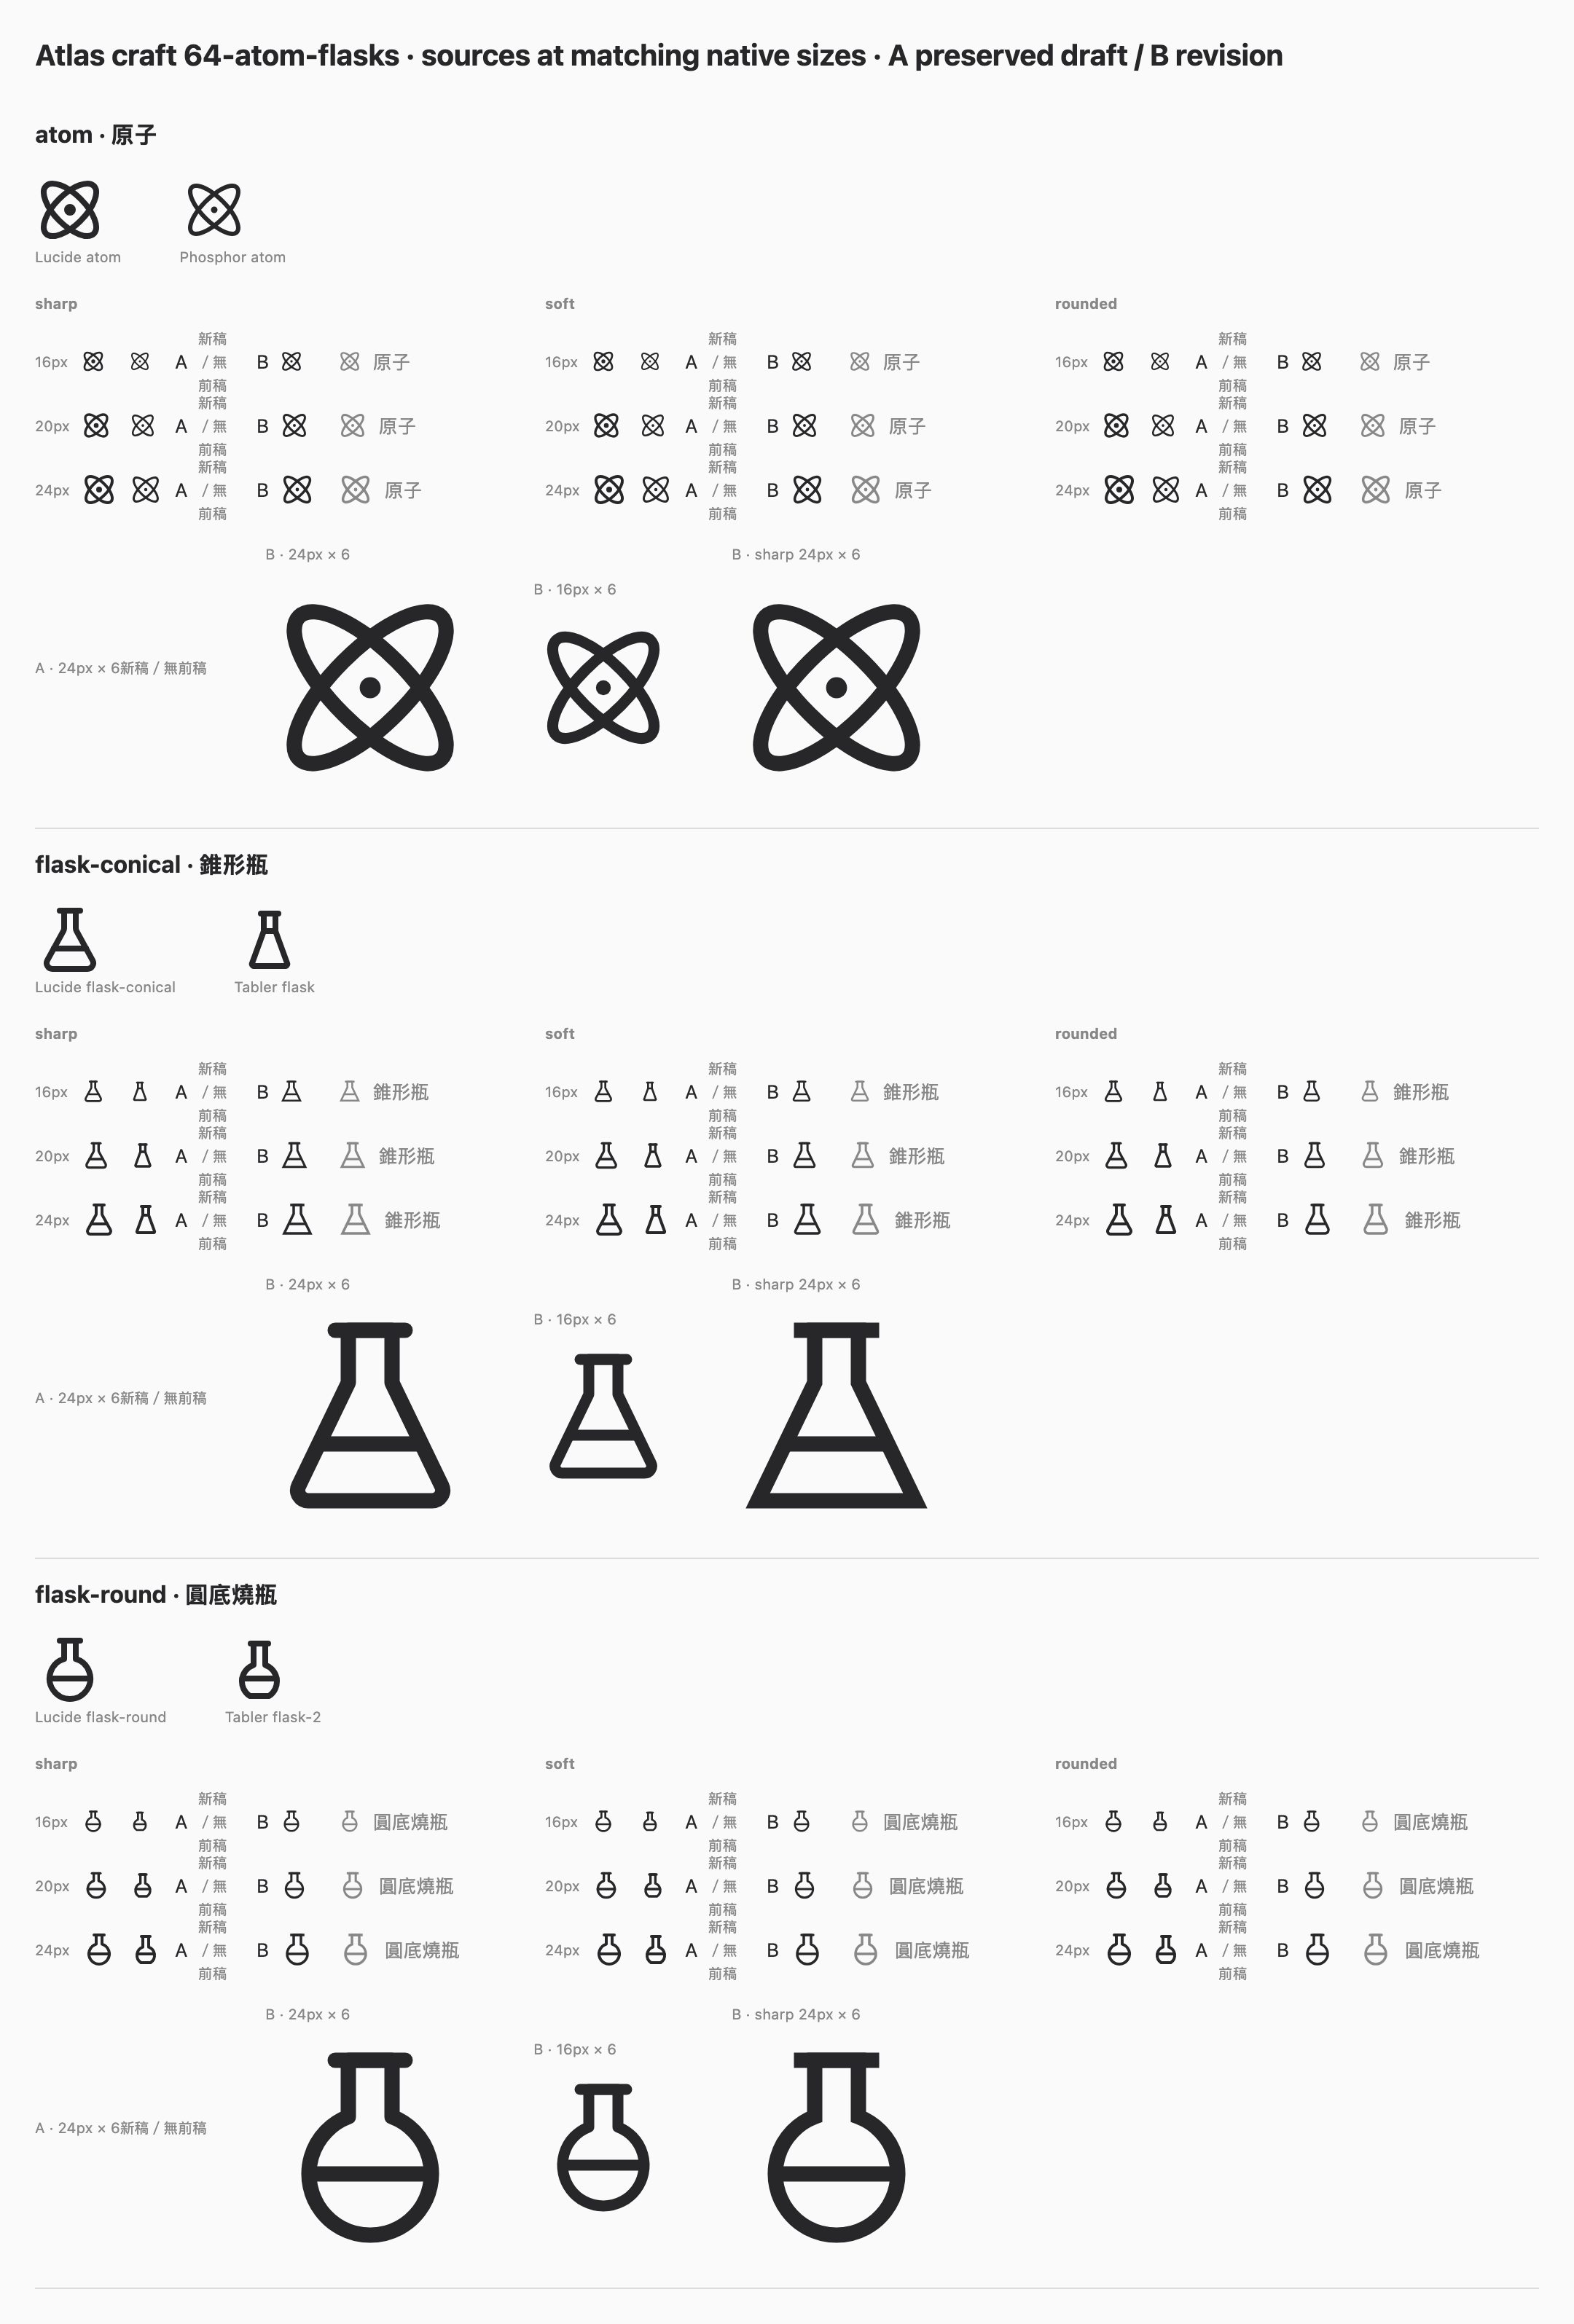 Atlas craft 64-atom-flasks · sources at matching native sizes · A preserved draft / B revision
atom · 原子
Lucide atom
Phosphor atom
sharp
16px A 新稿 / 無前稿 B 原子
20px A 新稿 / 無前稿 B 原子
24px A 新稿 / 無前稿 B 原子
soft
16px A 新稿 / 無前稿 B 原子
20px A 新稿 / 無前稿 B 原子
24px A 新稿 / 無前稿 B 原子
rounded
16px A 新稿 / 無前稿 B 原子
20px A 新稿 / 無前稿 B 原子
24px A 新稿 / 無前稿 B 原子
A · 24px × 6新稿 / 無前稿
B · 24px × 6
B · 16px × 6
B · sharp 24px × 6
flask-conical · 錐形瓶
Lucide flask-conical
Tabler flask
sharp
16px A 新稿 / 無前稿 B 錐形瓶
20px A 新稿 / 無前稿 B 錐形瓶
24px A 新稿 / 無前稿 B 錐形瓶
soft
16px A 新稿 / 無前稿 B 錐形瓶
20px A 新稿 / 無前稿 B 錐形瓶
24px A 新稿 / 無前稿 B 錐形瓶
rounded
16px A 新稿 / 無前稿 B 錐形瓶
20px A 新稿 / 無前稿 B 錐形瓶
24px A 新稿 / 無前稿 B 錐形瓶
A · 24px × 6新稿 / 無前稿
B · 24px × 6
B · 16px × 6
B · sharp 24px × 6
flask-round · 圓底燒瓶
Lucide flask-round
Tabler flask-2
sharp
16px A 新稿 / 無前稿 B 圓底燒瓶
20px A 新稿 / 無前稿 B 圓底燒瓶
24px A 新稿 / 無前稿 B 圓底燒瓶
soft
16px A 新稿 / 無前稿 B 圓底燒瓶
20px A 新稿 / 無前稿 B 圓底燒瓶
24px A 新稿 / 無前稿 B 圓底燒瓶
rounded
16px A 新稿 / 無前稿 B 圓底燒瓶
20px A 新稿 / 無前稿 B 圓底燒瓶
24px A 新稿 / 無前稿 B 圓底燒瓶
A · 24px × 6新稿 / 無前稿
B · 24px × 6
B · 16px × 6
B · sharp 24px × 6